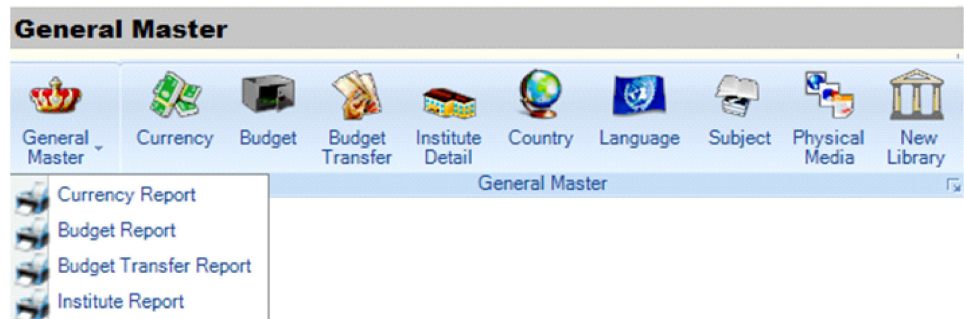 General Master
General Master
Currency
Budget
Budget Transfer
Institute Detail
Country
Language
Subject
Physical Media
New Library
General Master
Currency Report
Budget Report
Budget Transfer Report
Institute Report